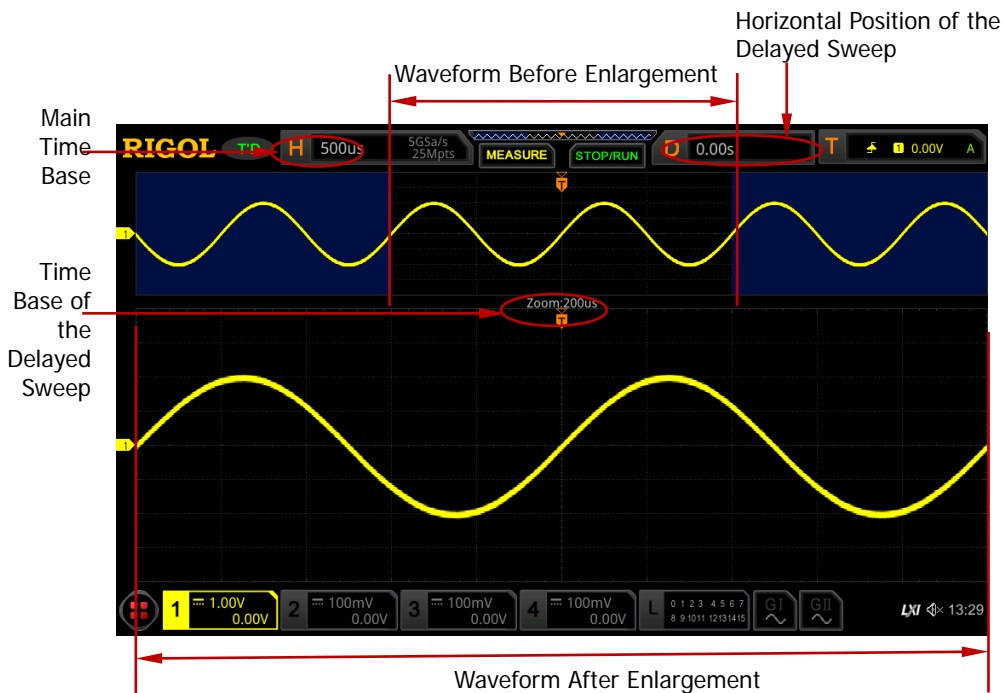 Horizontal Position of the
Delayed Sweep
Waveform Before Enlargement
Main
Time
Base
RIGOL T'D H 500us 5GSa/s
25Mpts
MEASURE STOP/RUN D 0.00s T 1 0.00V A
T
1
Time
Base of
the
Delayed
Sweep
Zoom:200us
T
1
1 1.00V
0.00V
2 100mV
0.00V
3 100mV
0.00V
4 100mV
0.00V
L 0 1 2 3 4 5 6 7
8 9 10 11 12 13 14 15
GI GII
LXI 13:29
Waveform After Enlargement